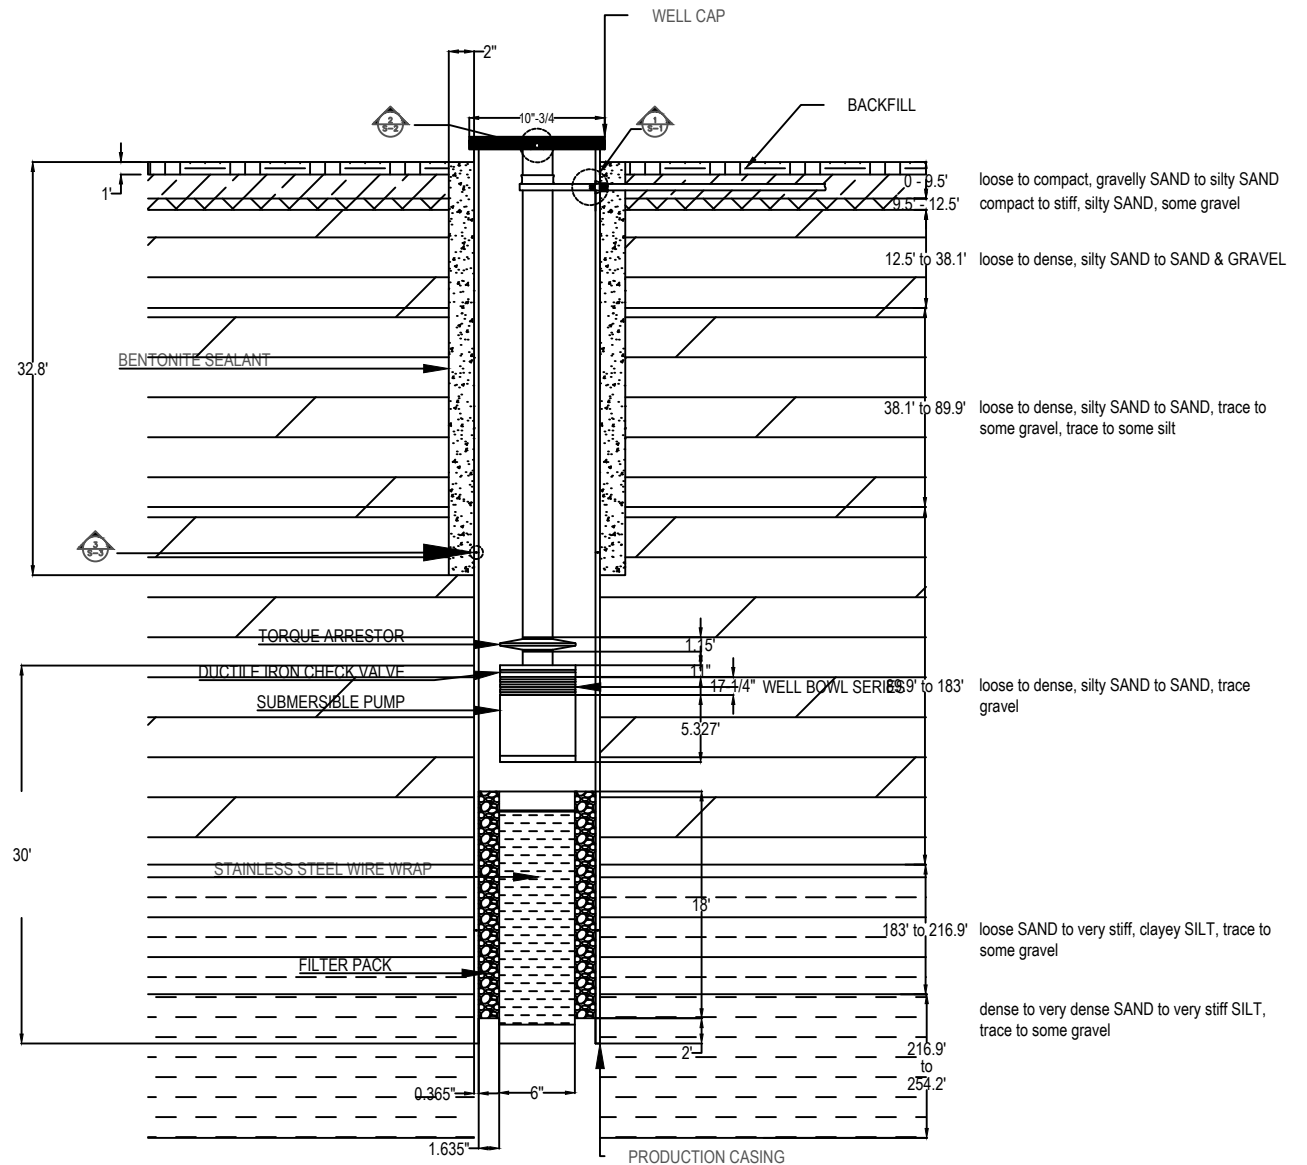 WELL CAP
2"
10"-3/4
BACKFILL
2
S-2
1
S-1
1'
0 - 9.5' loose to compact, gravelly SAND to silty SAND
9.5' - 12.5' compact to stiff, silty SAND, some gravel
12.5' to 38.1' loose to dense, silty SAND to SAND & GRAVEL
32.8'
BENTONITE SEALANT
38.1' to 89.9' loose to dense, silty SAND to SAND, trace to
some gravel, trace to some silt
3
S-3
TORQUE ARRESTOR
1.15'
DUCTILE IRON CHECK VALVE
11"
17-1/4" WELL BOWL SERIES
89.9' to 183' loose to dense, silty SAND to SAND, trace
gravel
SUBMERSIBLE PUMP
5.327'
30'
STAINLESS STEEL WIRE WRAP
18'
183' to 216.9' loose SAND to very stiff, clayey SILT, trace to
some gravel
FILTER PACK
dense to very dense SAND to very stiff SILT,
trace to some gravel
2'
216.9'
to
254.2'
0.365"
6"
1.635"
PRODUCTION CASING